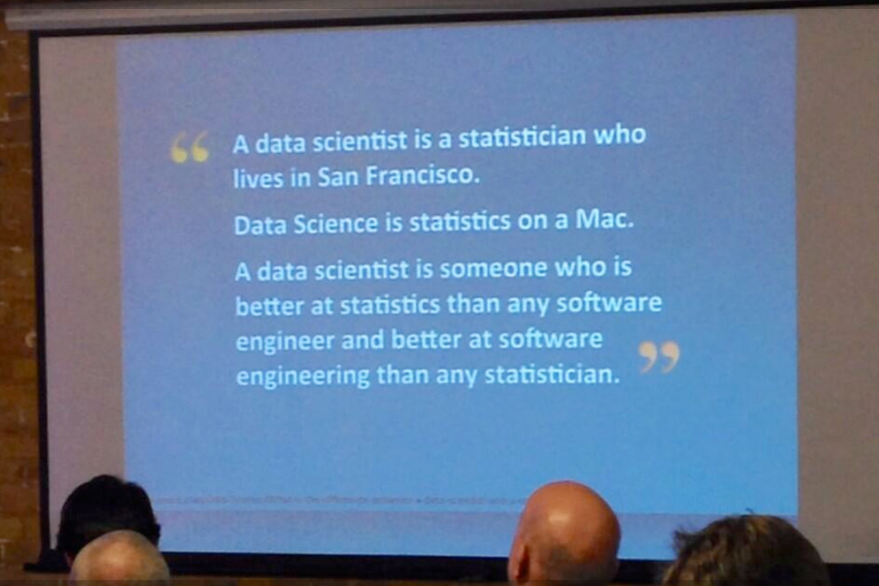 “ A data scientist is a statistician who
lives in San Francisco.
Data Science is statistics on a Mac.
A data scientist is someone who is
better at statistics than any software
engineer and better at software
engineering than any statistician. ”